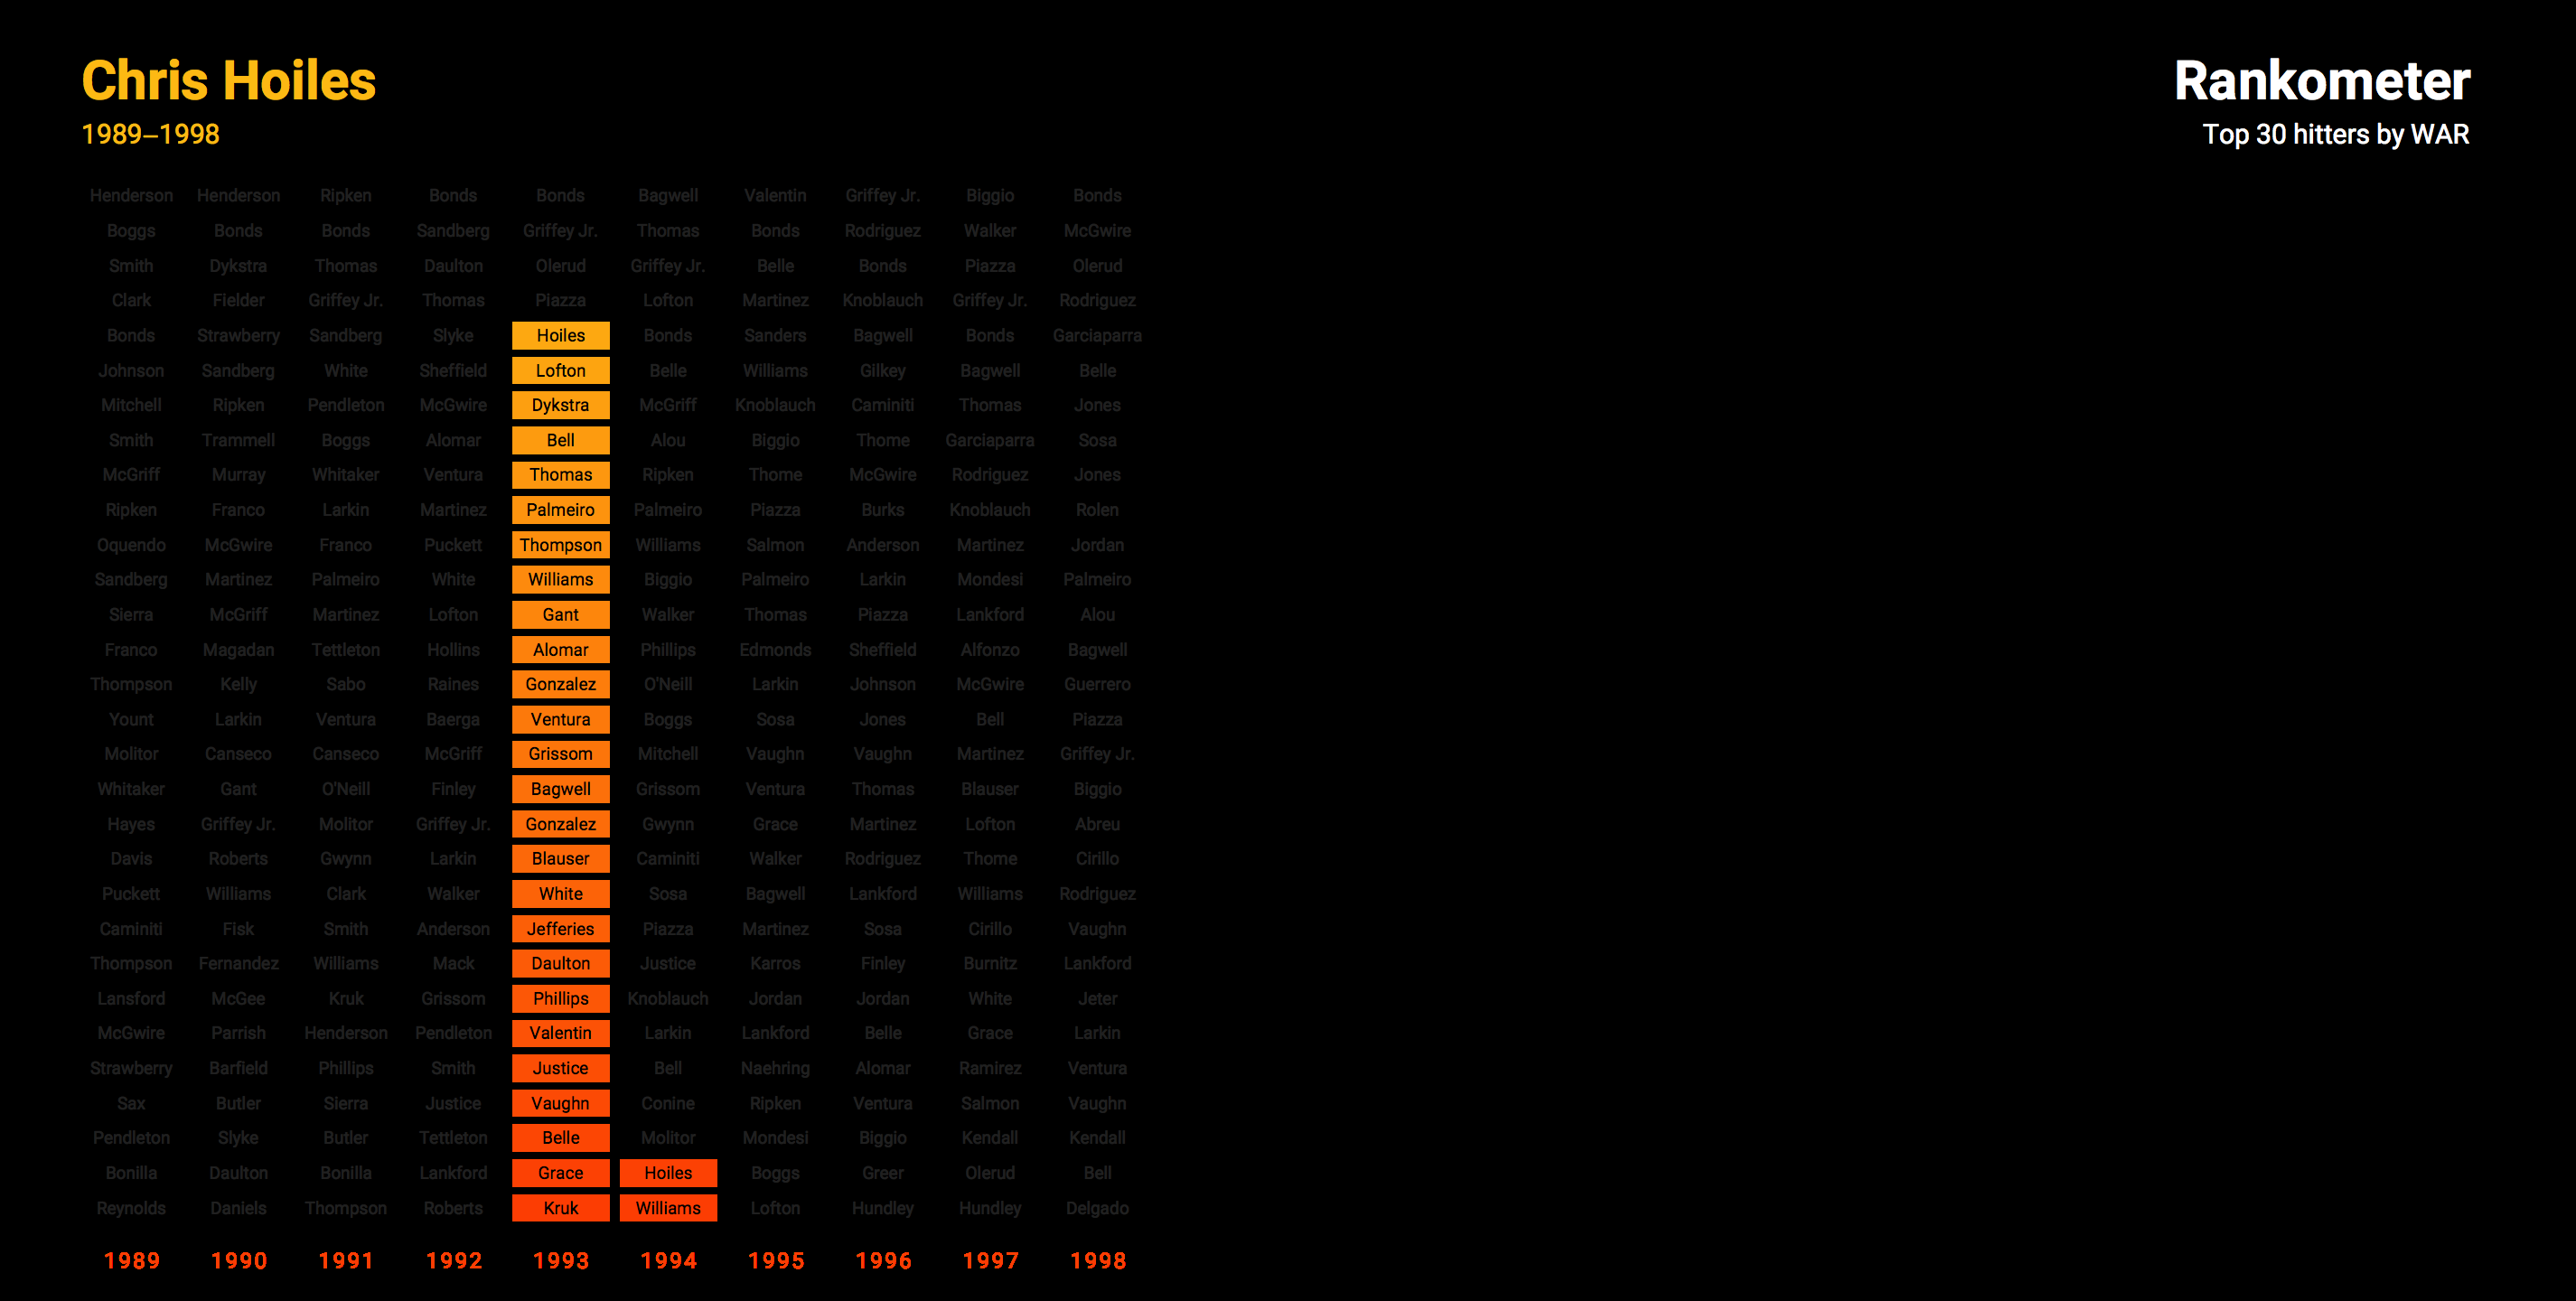 Chris Hoiles
1989–1998
Rankometer
Top 30 hitters by WAR
Henderson Henderson Ripken Bonds Bonds Bagwell Valentin Griffey Jr. Biggio Bonds
Boggs Bonds Bonds Sandberg Griffey Jr. Thomas Bonds Rodriguez Walker McGwire
Smith Dykstra Thomas Daulton Olerud Griffey Jr. Belle Bonds Piazza Olerud
Clark Fielder Griffey Jr. Thomas Piazza Lofton Martinez Knoblauch Griffey Jr. Rodriguez
Bonds Strawberry Sandberg Slyke Hoiles Bonds Sanders Bagwell Bonds Garciaparra
Johnson Sandberg White Sheffield Lofton Belle Williams Gilkey Bagwell Belle
Mitchell Ripken Pendleton McGwire Dykstra McGriff Knoblauch Caminiti Thomas Jones
Smith Trammell Boggs Alomar Bell Alou Biggio Thome Garciaparra Sosa
McGriff Murray Whitaker Ventura Thomas Ripken Thome McGwire Rodriguez Jones
Ripken Franco Larkin Martinez Palmeiro Palmeiro Piazza Burks Knoblauch Rolen
Oquendo McGwire Franco Puckett Thompson Williams Salmon Anderson Martinez Jordan
Sandberg Martinez Palmeiro White Williams Biggio Palmeiro Larkin Mondesi Palmeiro
Sierra McGriff Martinez Lofton Gant Walker Thomas Piazza Lankford Alou
Franco Magadan Tettleton Hollins Alomar Phillips Edmonds Sheffield Alfonzo Bagwell
Thompson Kelly Sabo Raines Gonzalez O'Neill Larkin Johnson McGwire Guerrero
Yount Larkin Ventura Baerga Ventura Boggs Sosa Jones Bell Piazza
Molitor Canseco Canseco McGriff Grissom Mitchell Vaughn Vaughn Martinez Griffey Jr.
Whitaker Gant O'Neill Finley Bagwell Grissom Ventura Thomas Blauser Biggio
Hayes Griffey Jr. Molitor Griffey Jr. Gonzalez Gwynn Grace Martinez Lofton Abreu
Davis Roberts Gwynn Larkin Blauser Caminiti Walker Rodriguez Thome Cirillo
Puckett Williams Clark Walker White Sosa Bagwell Lankford Williams Rodriguez
Caminiti Fisk Smith Anderson Jefferies Piazza Martinez Sosa Cirillo Vaughn
Thompson Fernandez Williams Mack Daulton Justice Karros Finley Burnitz Lankford
Lansford McGee Kruk Grissom Phillips Knoblauch Jordan Jordan White Jeter
McGwire Parrish Henderson Pendleton Valentin Larkin Lankford Belle Grace Larkin
Strawberry Barfield Phillips Smith Justice Bell Naehring Alomar Ramirez Ventura
Sax Butler Sierra Justice Vaughn Conine Ripken Ventura Salmon Vaughn
Pendleton Slyke Butler Tettleton Belle Molitor Mondesi Biggio Kendall Kendall
Bonilla Daulton Bonilla Lankford Grace Hoiles Boggs Greer Olerud Bell
Reynolds Daniels Thompson Roberts Kruk Williams Lofton Hundley Hundley Delgado
1989 1990 1991 1992 1993 1994 1995 1996 1997 1998